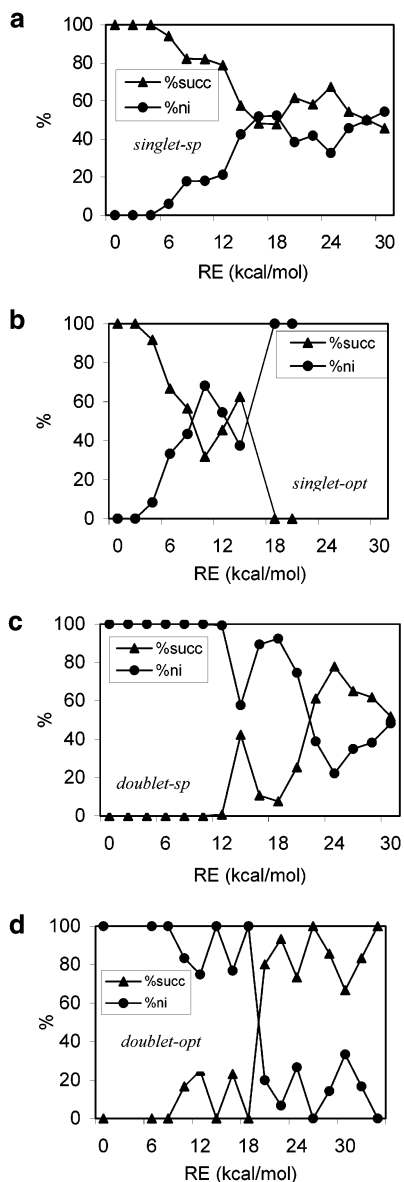 a
100
80
60
40
20
0
%
%succ
%ni
singlet-sp
0 6 12 18 24 30
RE (kcal/mol)
b
100
80
60
40
20
0
%
%succ
%ni
singlet-opt
0 6 12 18 24 30
RE (kcal/mol)
c
100
80
60
40
20
0
%
%succ
%ni
doublet-sp
0 6 12 18 24 30
RE (kcal/mol)
d
100
80
60
40
20
0
%
%succ
%ni
doublet-opt
0 6 12 18 24 30
RE (kcal/mol)